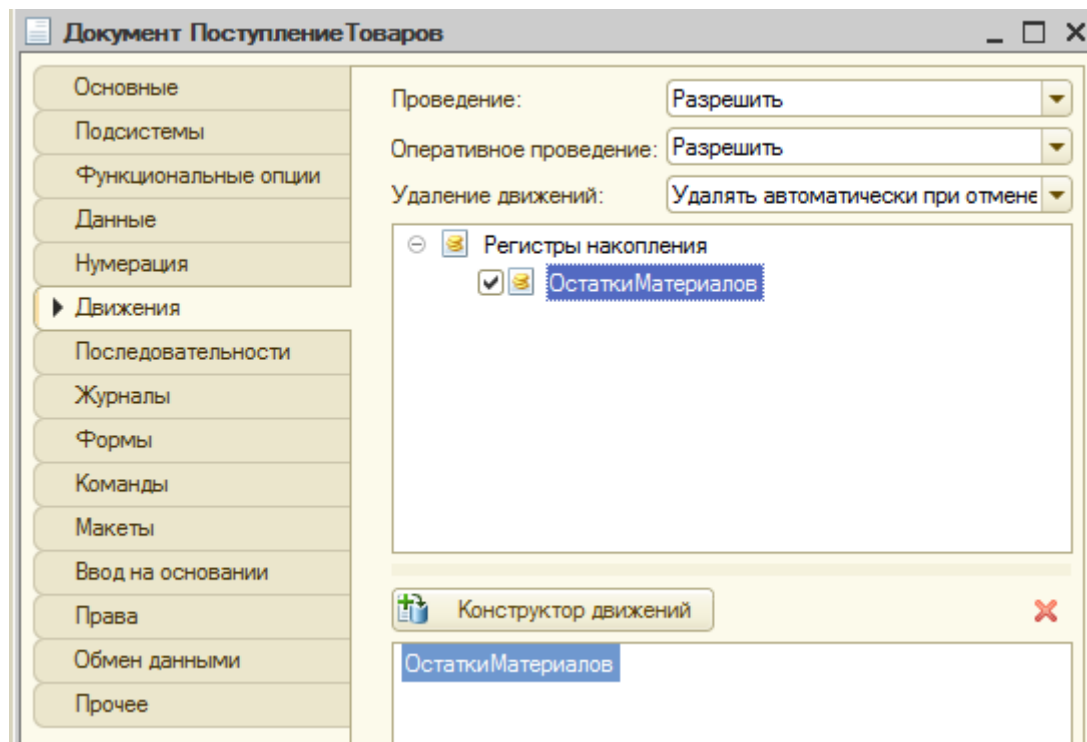 Документ ПоступлениеТоваров
Основные
Подсистемы
Функциональные опции
Данные
Нумерация
Движения
Последовательности
Журналы
Формы
Команды
Макеты
Ввод на основании
Права
Обмен данными
Прочее
Проведение: Разрешить
Оперативное проведение: Разрешить
Удаление движений: Удалять автоматически при отмене
Регистры накопления
ОстаткиМатериалов
Конструктор движений
ОстаткиМатериалов